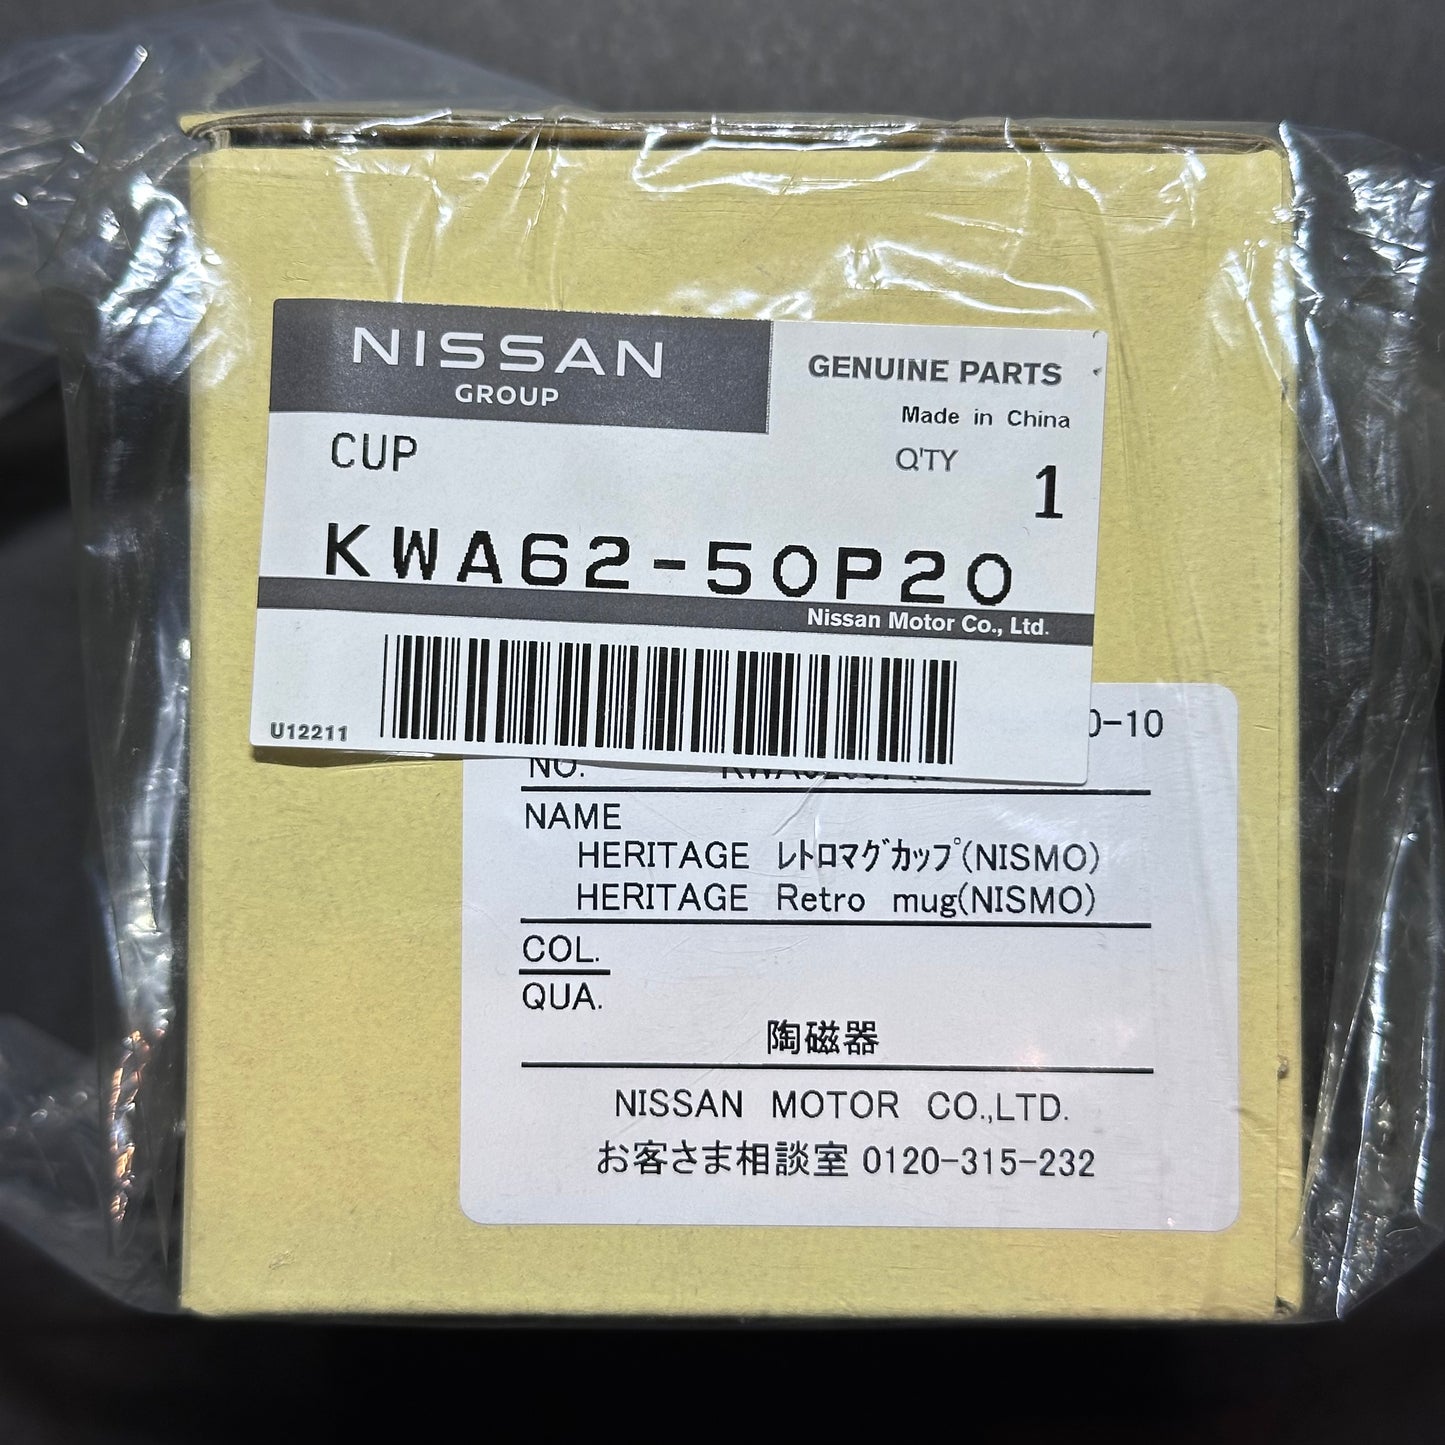 NISSAN
GROUP
GENUINE PARTS
Made in China
CUP
Q'TY 1
KWA62-50P20
Nissan Motor Co., Ltd.
U12211
0-10
NO.
NAME
HERITAGE レトロマグカップ(NISMO)
HERITAGE Retro mug(NISMO)
COL.
QUA.
陶磁器
NISSAN MOTOR CO.,LTD.
お客さま相談室 0120-315-232